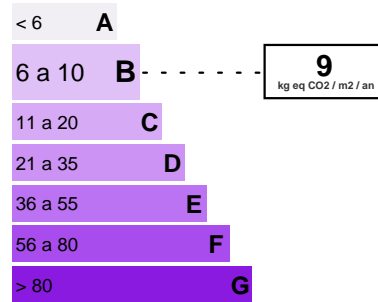 < 6 A
6 a 10 B
9
kg eq CO2 / m2 / an
11 a 20 C
21 a 35 D
36 a 55 E
56 a 80 F
> 80 G